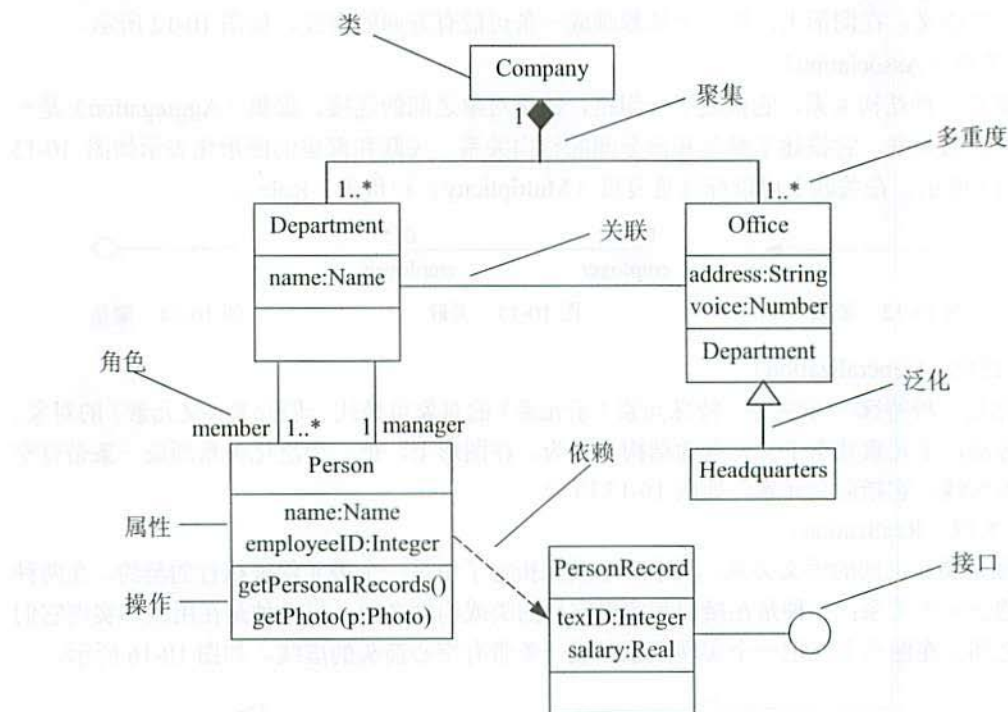 类
Company
1
聚集
多重度
1..*
1..*
Department
name:Name
关联
Office
address:String
voice:Number
Department
角色
泛化
member
1..*
1
manager
Person
依赖
Headquarters
属性
name:Name
employeeID:Integer
接口
操作
getPersonalRecords()
getPhoto(p:Photo)
PersonRecord
texID:Integer
salary:Real